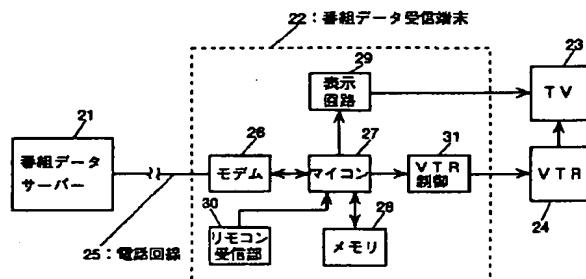 22：番組データ受信端末
23
TV
29
表示
回路
21
番組データ
サーバー
26
モデム
27
マイコン
31
VTR
制御
VTR
24
30
リモコン
受信部
28
メモリ
25：電話回線